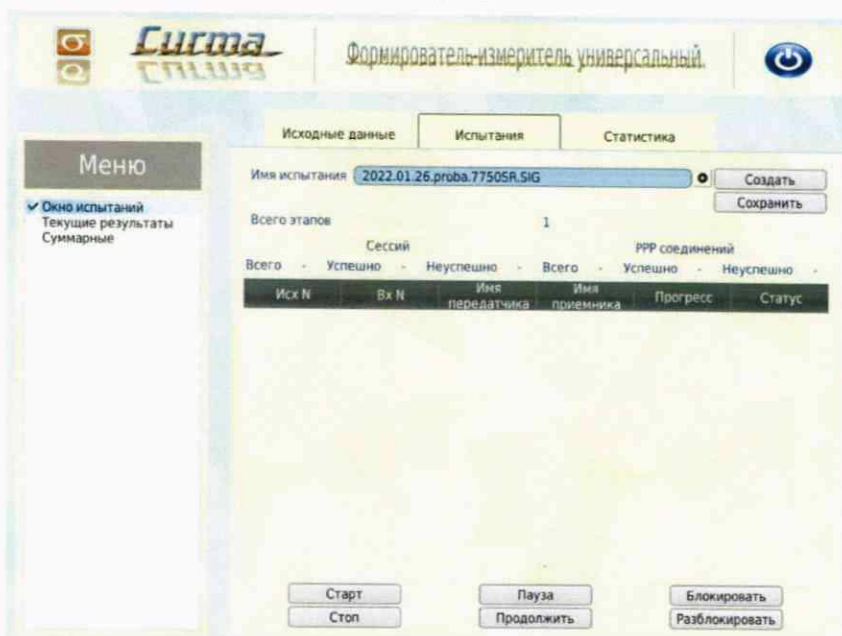 Сигма
Формирователь-измеритель универсальный.
Исходные данные Испытания Статистика
Меню
Окно испытаний
Текущие результаты
Суммарные
Имя испытания 2022.01.26.proba.77505R.SIG Создать
Сохранить
Всего этапов 1
Сессий PPP соединений
Всего - Успешно - Неуспешно - Всего - Успешно - Неуспешно -
Исх N Вх N Имя передатчика Имя приемника Прогресс Статус
Старт Пауза Блокировать
Стоп Продолжить Разблокировать